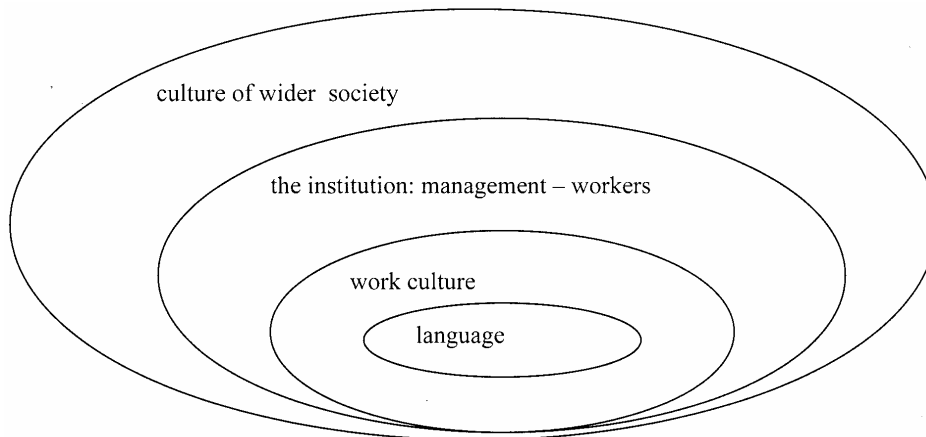 culture of wider society
the institution: management – workers
work culture
language